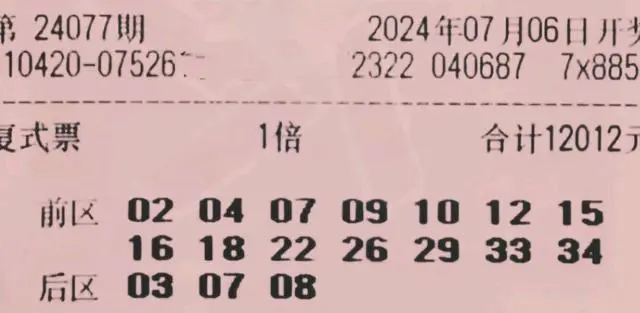 第 24077期 2024年07月06日开奖
10420-07526 2322 040687 7x885
复式票 1倍 合计12012元
前区 02 04 07 09 10 12 15
16 18 22 26 29 33 34
后区 03 07 08